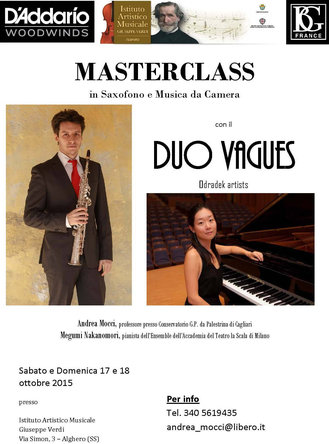 D'Addario
WOODWINDS
Istituto
Artistico
Musicale
GIUSEPPE VERDI
BG
FRANCE
MASTERCLASS
in Saxofono e Musica da Camera
con il
DUO VAGUES
Odradek artists
Andrea Mocci, professore presso Conservatorio G.P. da Palestrina di Cagliari
Megumi Nakanomori, pianista dell'Ensemble dell'Accademia del Teatro la Scala di Milano
Sabato e Domenica 17 e 18
ottobre 2015
presso
Istituto Artistico Musicale
Giuseppe Verdi
Via Simon, 3 – Alghero (SS)
Per info
Tel. 340 5619435
andrea_mocci@libero.it